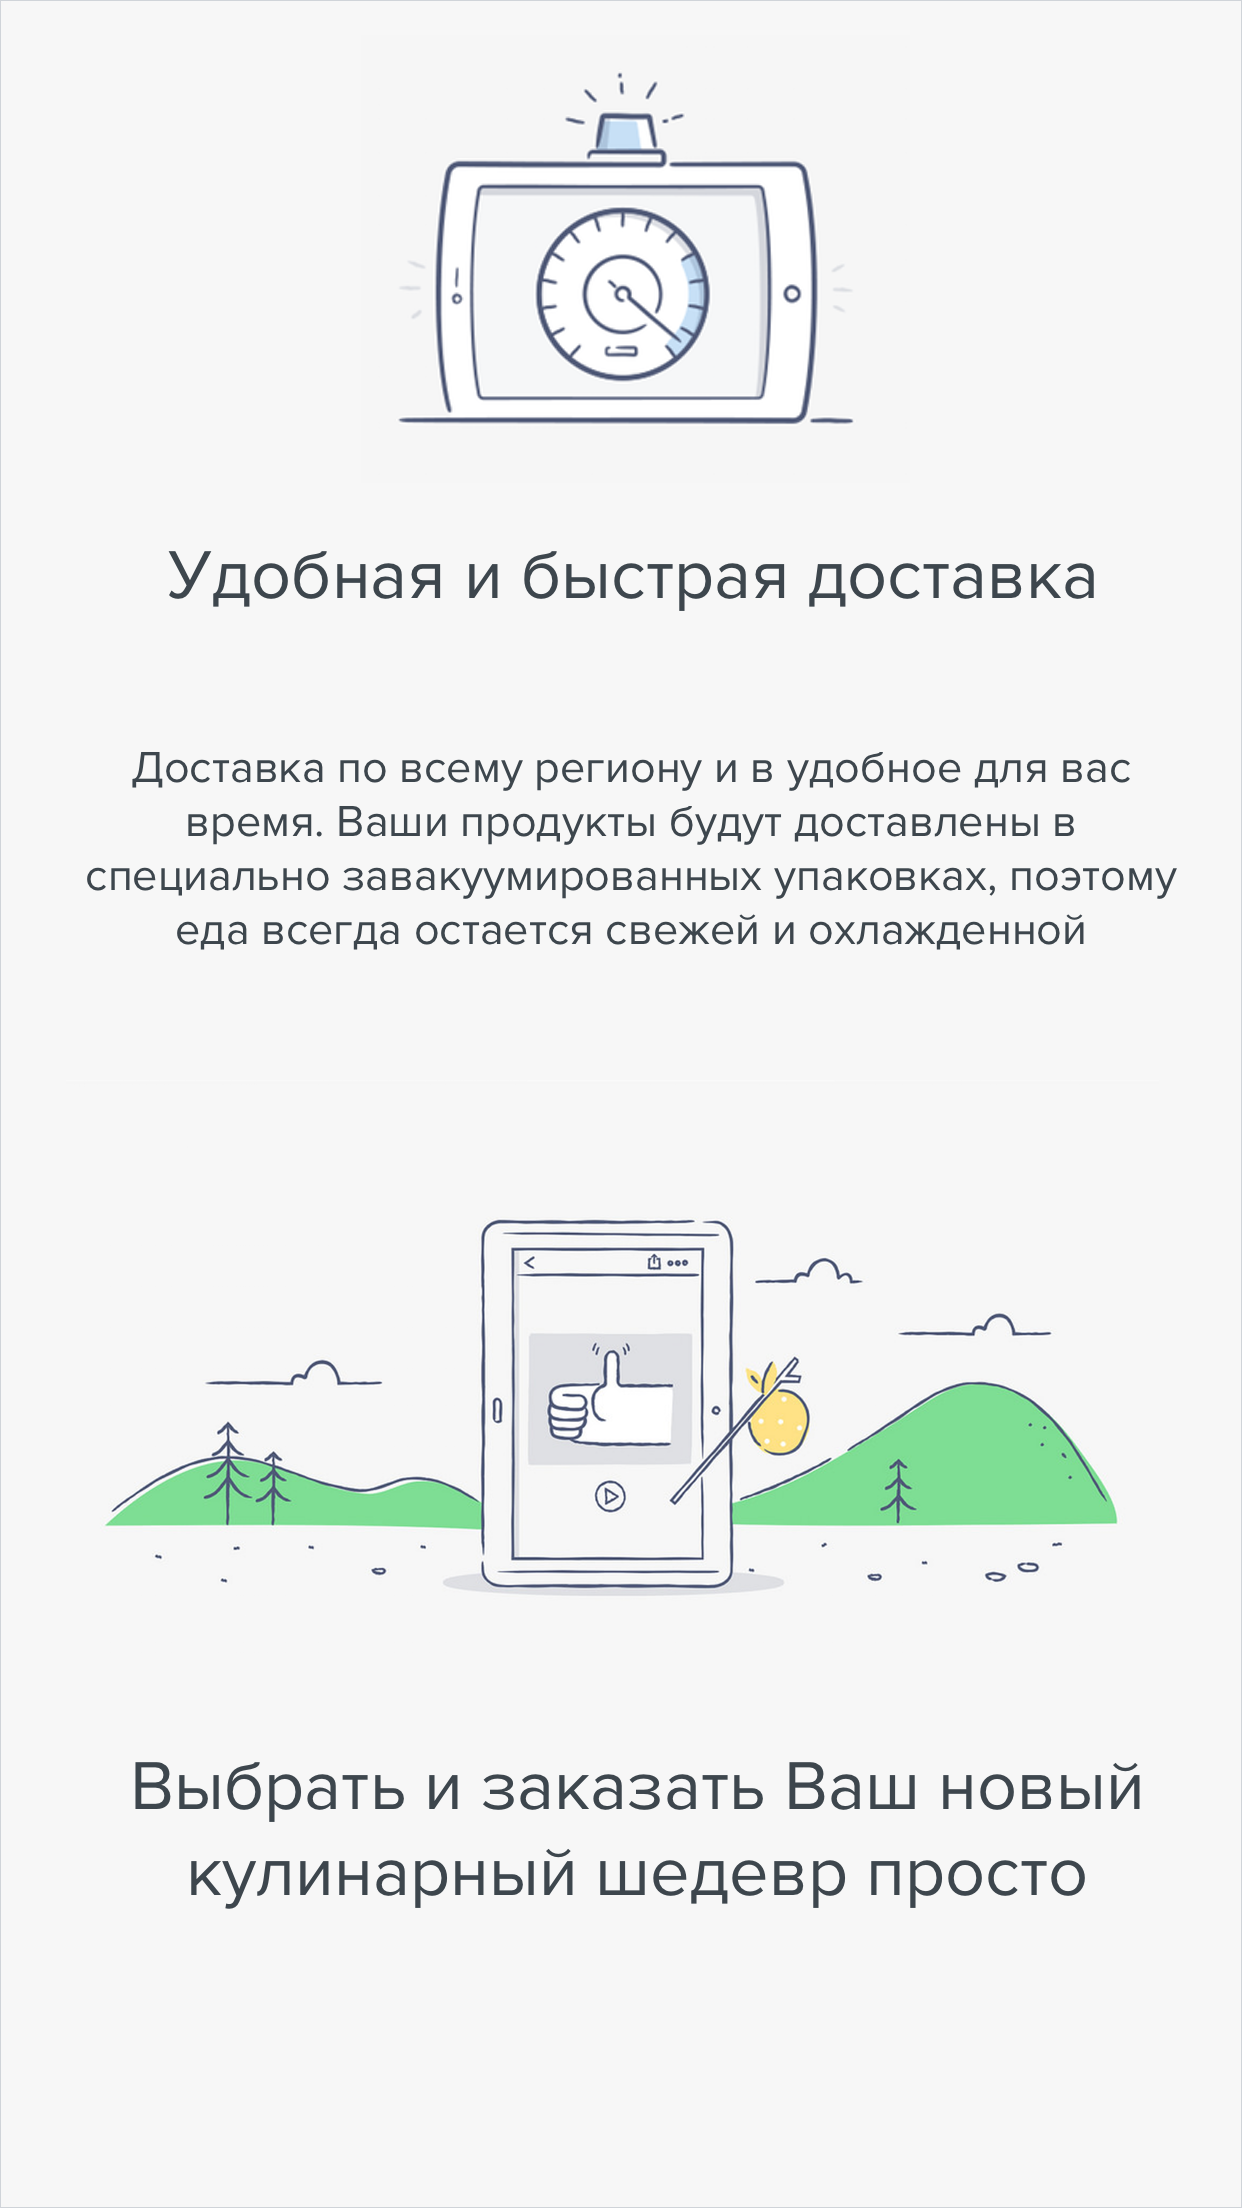 Удобная и быстрая доставка
Доставка по всему региону и в удобное для вас
время. Ваши продукты будут доставлены в
специально завакуумированных упаковках, поэтому
еда всегда остается свежей и охлажденной
Выбрать и заказать Ваш новый
кулинарный шедевр просто